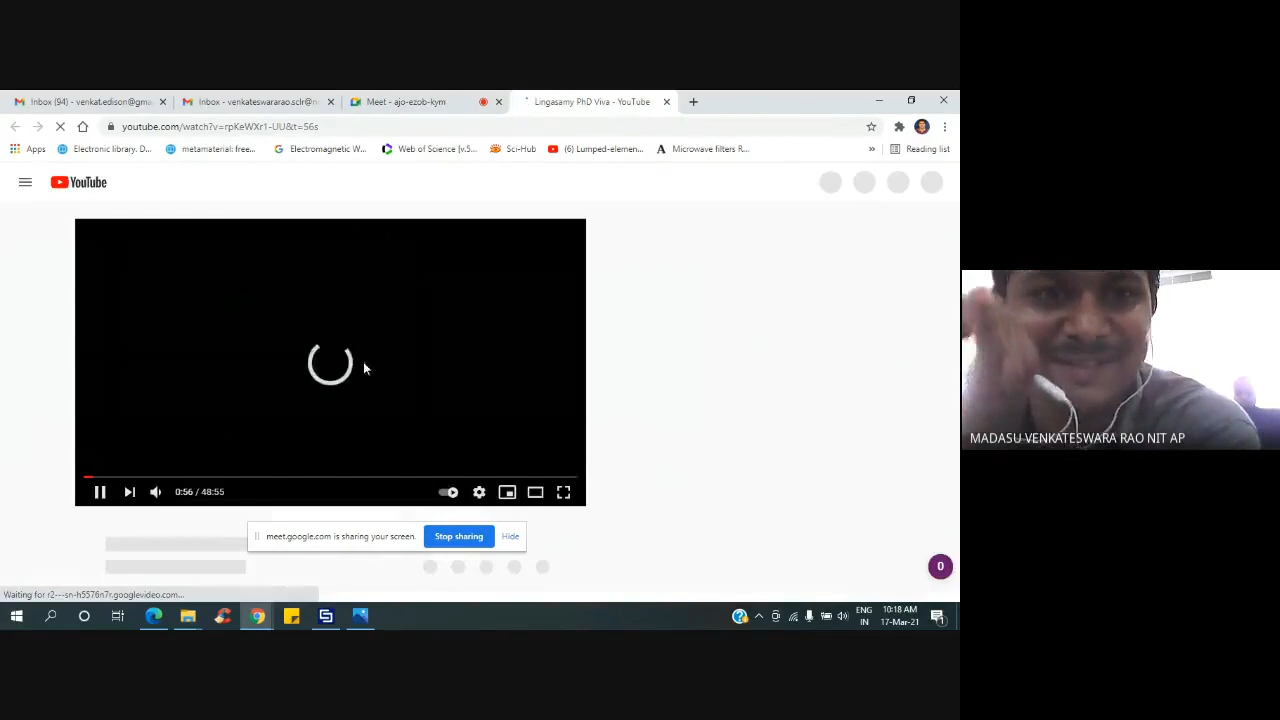 Inbox (94) - venkat.edison@gma
Inbox - venkateswararao.sclr@n
Meet - ajo-ezob-kym
Lingasamy PhD Viva - YouTube
youtube.com/watch?v=rpKeWXr1-UU&t=56s
Apps
Electronic library. D...
metamaterial: free...
Electromagnetic W...
Web of Science [v.5...
Sci-Hub
(6) Lumped-elemen...
Microwave filters R...
»
Reading list
YouTube
0:56 / 48:55
meet.google.com is sharing your screen.
Stop sharing
Hide
0
Waiting for r2---sn-h5576n7r.googlevideo.com...
ENG
IN
10:18 AM
17-Mar-21
1
MADASU VENKATESWARA RAO NIT AP